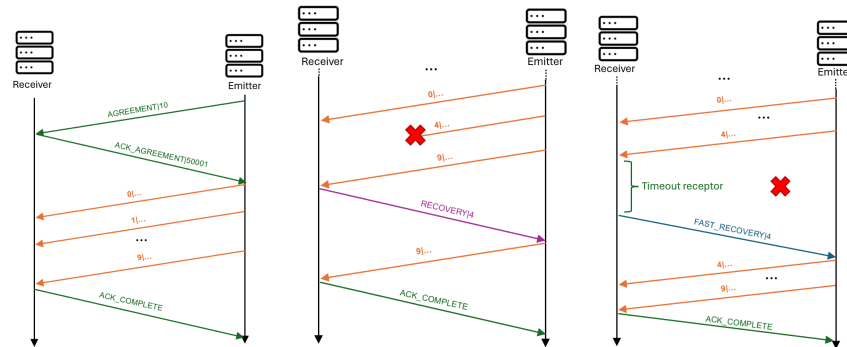 Receiver
Emitter
AGREEMENT|10
ACK_AGREEMENT|50001
0|...
1|...
...
9|...
ACK_COMPLETE
Receiver
...
Emitter
0|...
4|...
9|...
RECOVERY|4
9|...
ACK_COMPLETE
Receiver
...
Emitte
0|...
...
4|...
Timeout receptor
FAST_RECOVERY|4
4|...
...
9|...
ACK_COMPLETE